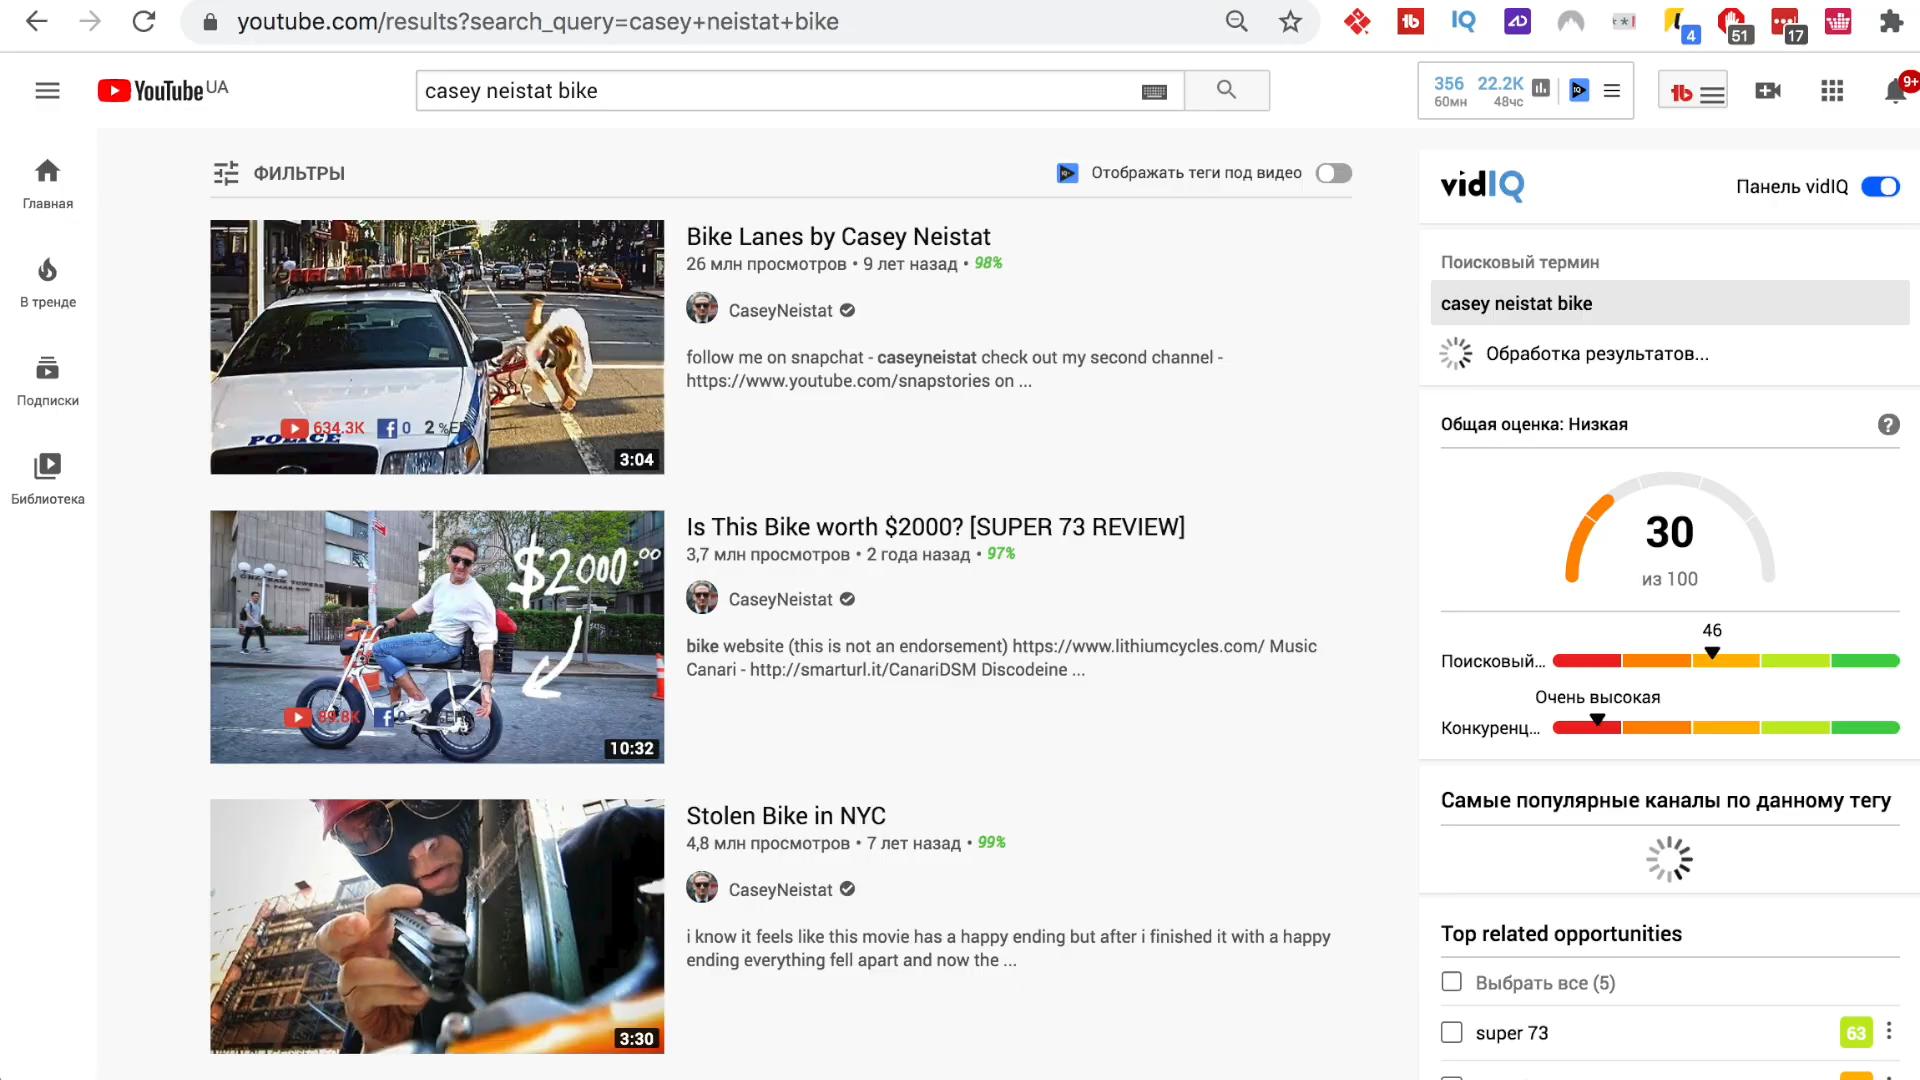 youtube.com/results?search_query=casey+neistat+bike
4
51
17
YouTube UA
casey neistat bike
356
60мн
22.2K
48чс
9+
Главная
В тренде
Подписки
Библиотека
ФИЛЬТРЫ
Отображать теги под видео
POLICE
634.3K
0
2 %
3:04
Bike Lanes by Casey Neistat
26 млн просмотров • 9 лет назад • 98%
CaseyNeistat
follow me on snapchat - caseyneistat check out my second channel -
https://www.youtube.com/snapstories on ...
$2000.00
89.8K
10:32
Is This Bike worth $2000? [SUPER 73 REVIEW]
3,7 млн просмотров • 2 года назад • 97%
CaseyNeistat
bike website (this is not an endorsement) https://www.lithiumcycles.com/ Music
Canari - http://smarturl.it/CanariDSM Discodeine ...
3:30
Stolen Bike in NYC
4,8 млн просмотров • 7 лет назад • 99%
CaseyNeistat
i know it feels like this movie has a happy ending but after i finished it with a happy
ending everything fell apart and now the ...
vidIQ
Панель vidIQ
Поисковый термин
casey neistat bike
Обработка результатов...
Общая оценка: Низкая
30
из 100
46
Поисковый...
Очень высокая
Конкуренц...
Самые популярные каналы по данному тегу
Top related opportunities
Выбрать все (5)
super 73
63